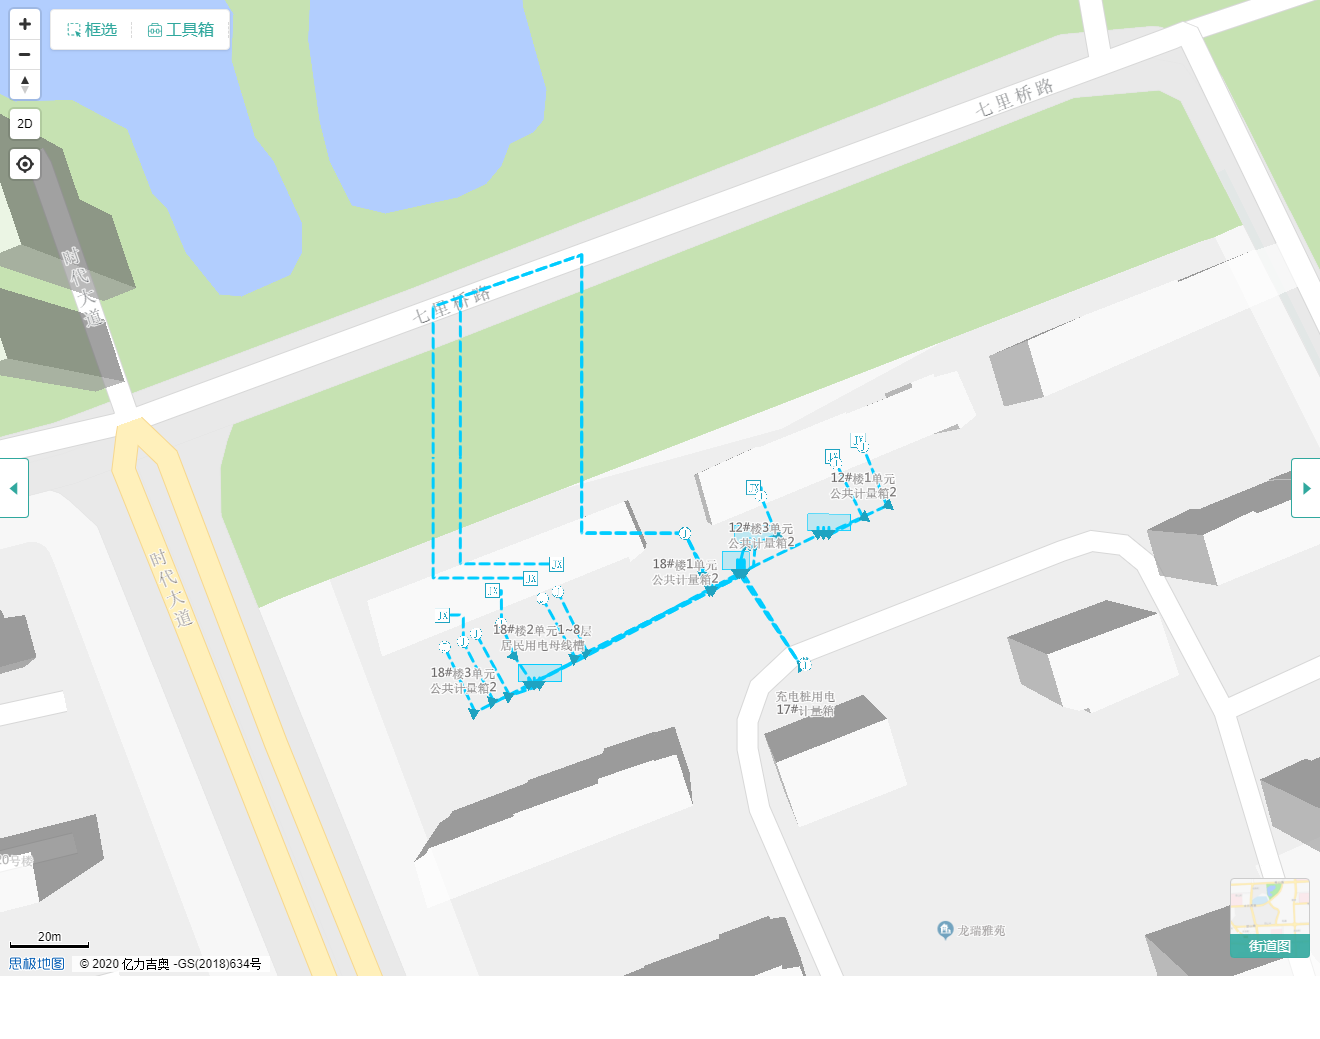 框选
工具箱
2D
七里桥路
时代大道
七里桥路
JX
JX
JX
12#楼1单元
公共计量箱2
12#楼3单元
公共计量箱2
18#楼1单元
公共计量箱2
JX
JX
JX
JX
18#楼2单元1~8层
居民用电母线槽
18#楼3单元
公共计量箱2
时代大道
充电桩用电
17#计量箱
20号楼
龙瑞雅苑
20m
街道图
思极地图
© 2020 亿力吉奥 -GS(2018)634号